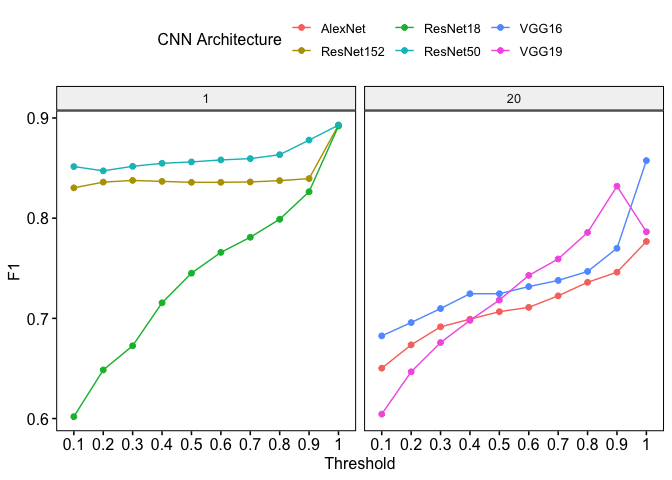 CNN Architecture
AlexNet ResNet18 VGG16
ResNet152 ResNet50 VGG19
1 20
0.9
0.8
0.7
0.6
F1
0.1 0.2 0.3 0.4 0.5 0.6 0.7 0.8 0.9 1 0.1 0.2 0.3 0.4 0.5 0.6 0.7 0.8 0.9 1
Threshold